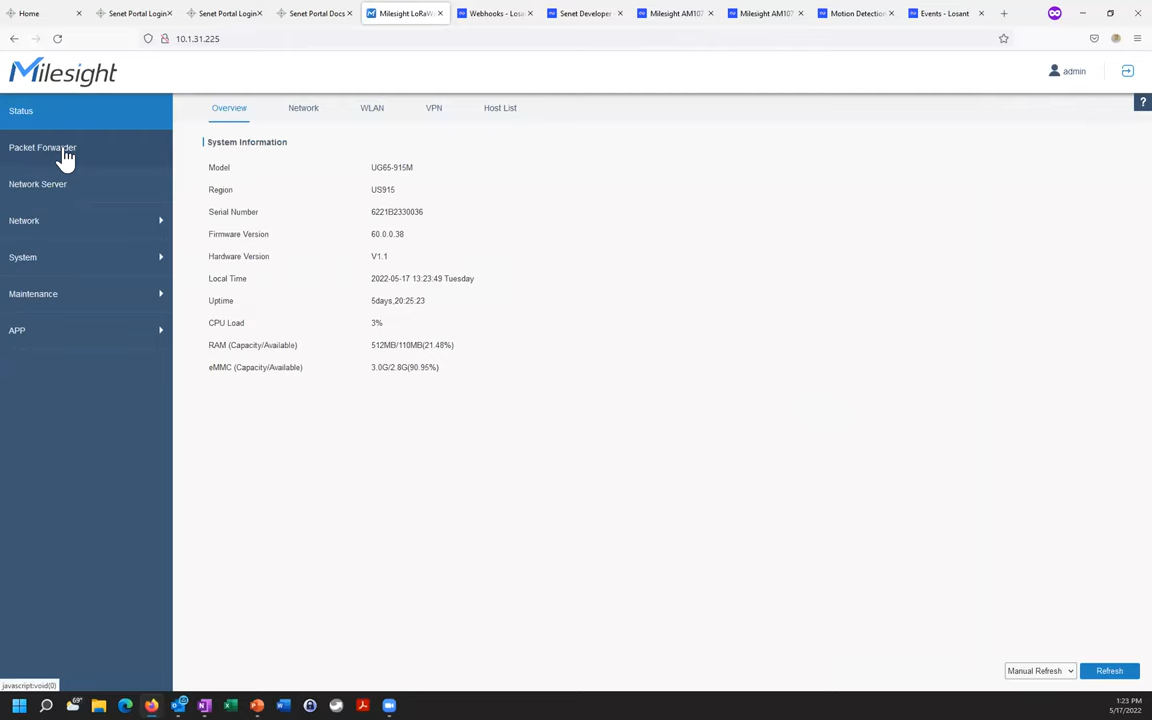 Home
Senet Portal Login
Senet Portal Login
Senet Portal Docs
Milesight LoRaW
Webhooks - Losa
Senet Developer
Milesight AM107
Milesight AM107
Motion Detection
Events - Losant
10.1.31.225
Milesight
admin
Status
Packet Forwarder
Network Server
Network
System
Maintenance
APP
Overview Network WLAN VPN Host List
?
System Information
Model UG65-915M
Region US915
Serial Number 6221B2330036
Firmware Version 60.0.0.38
Hardware Version V1.1
Local Time 2022-05-17 13:23:49 Tuesday
Uptime 5days,20:25:23
CPU Load 3%
RAM (Capacity/Available) 512MB/110MB(21.48%)
eMMC (Capacity/Available) 3.0G/2.8G(90.95%)
Manual Refresh Refresh
javascript:void(0)
69°
1:23 PM
5/17/2022